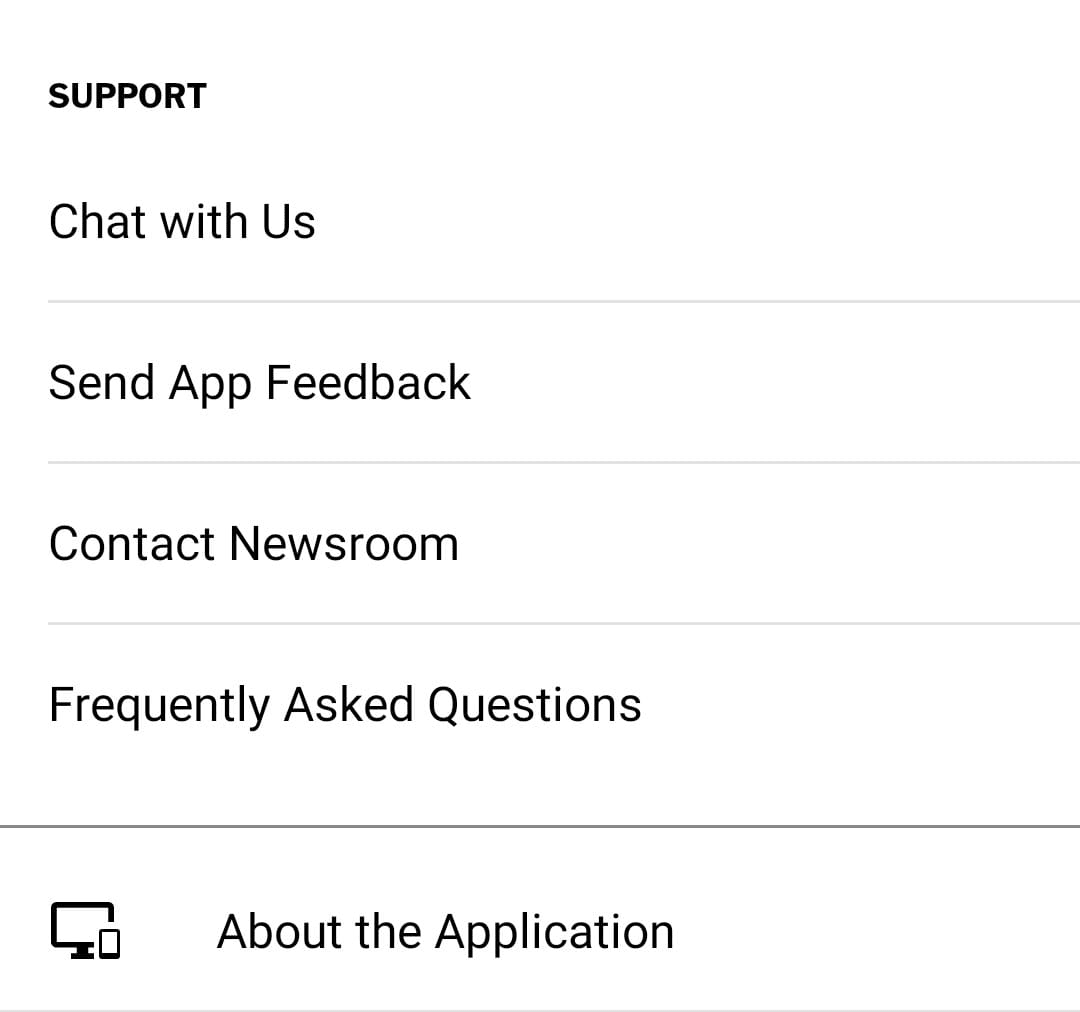 SUPPORT
Chat with Us
Send App Feedback
Contact Newsroom
Frequently Asked Questions
About the Application